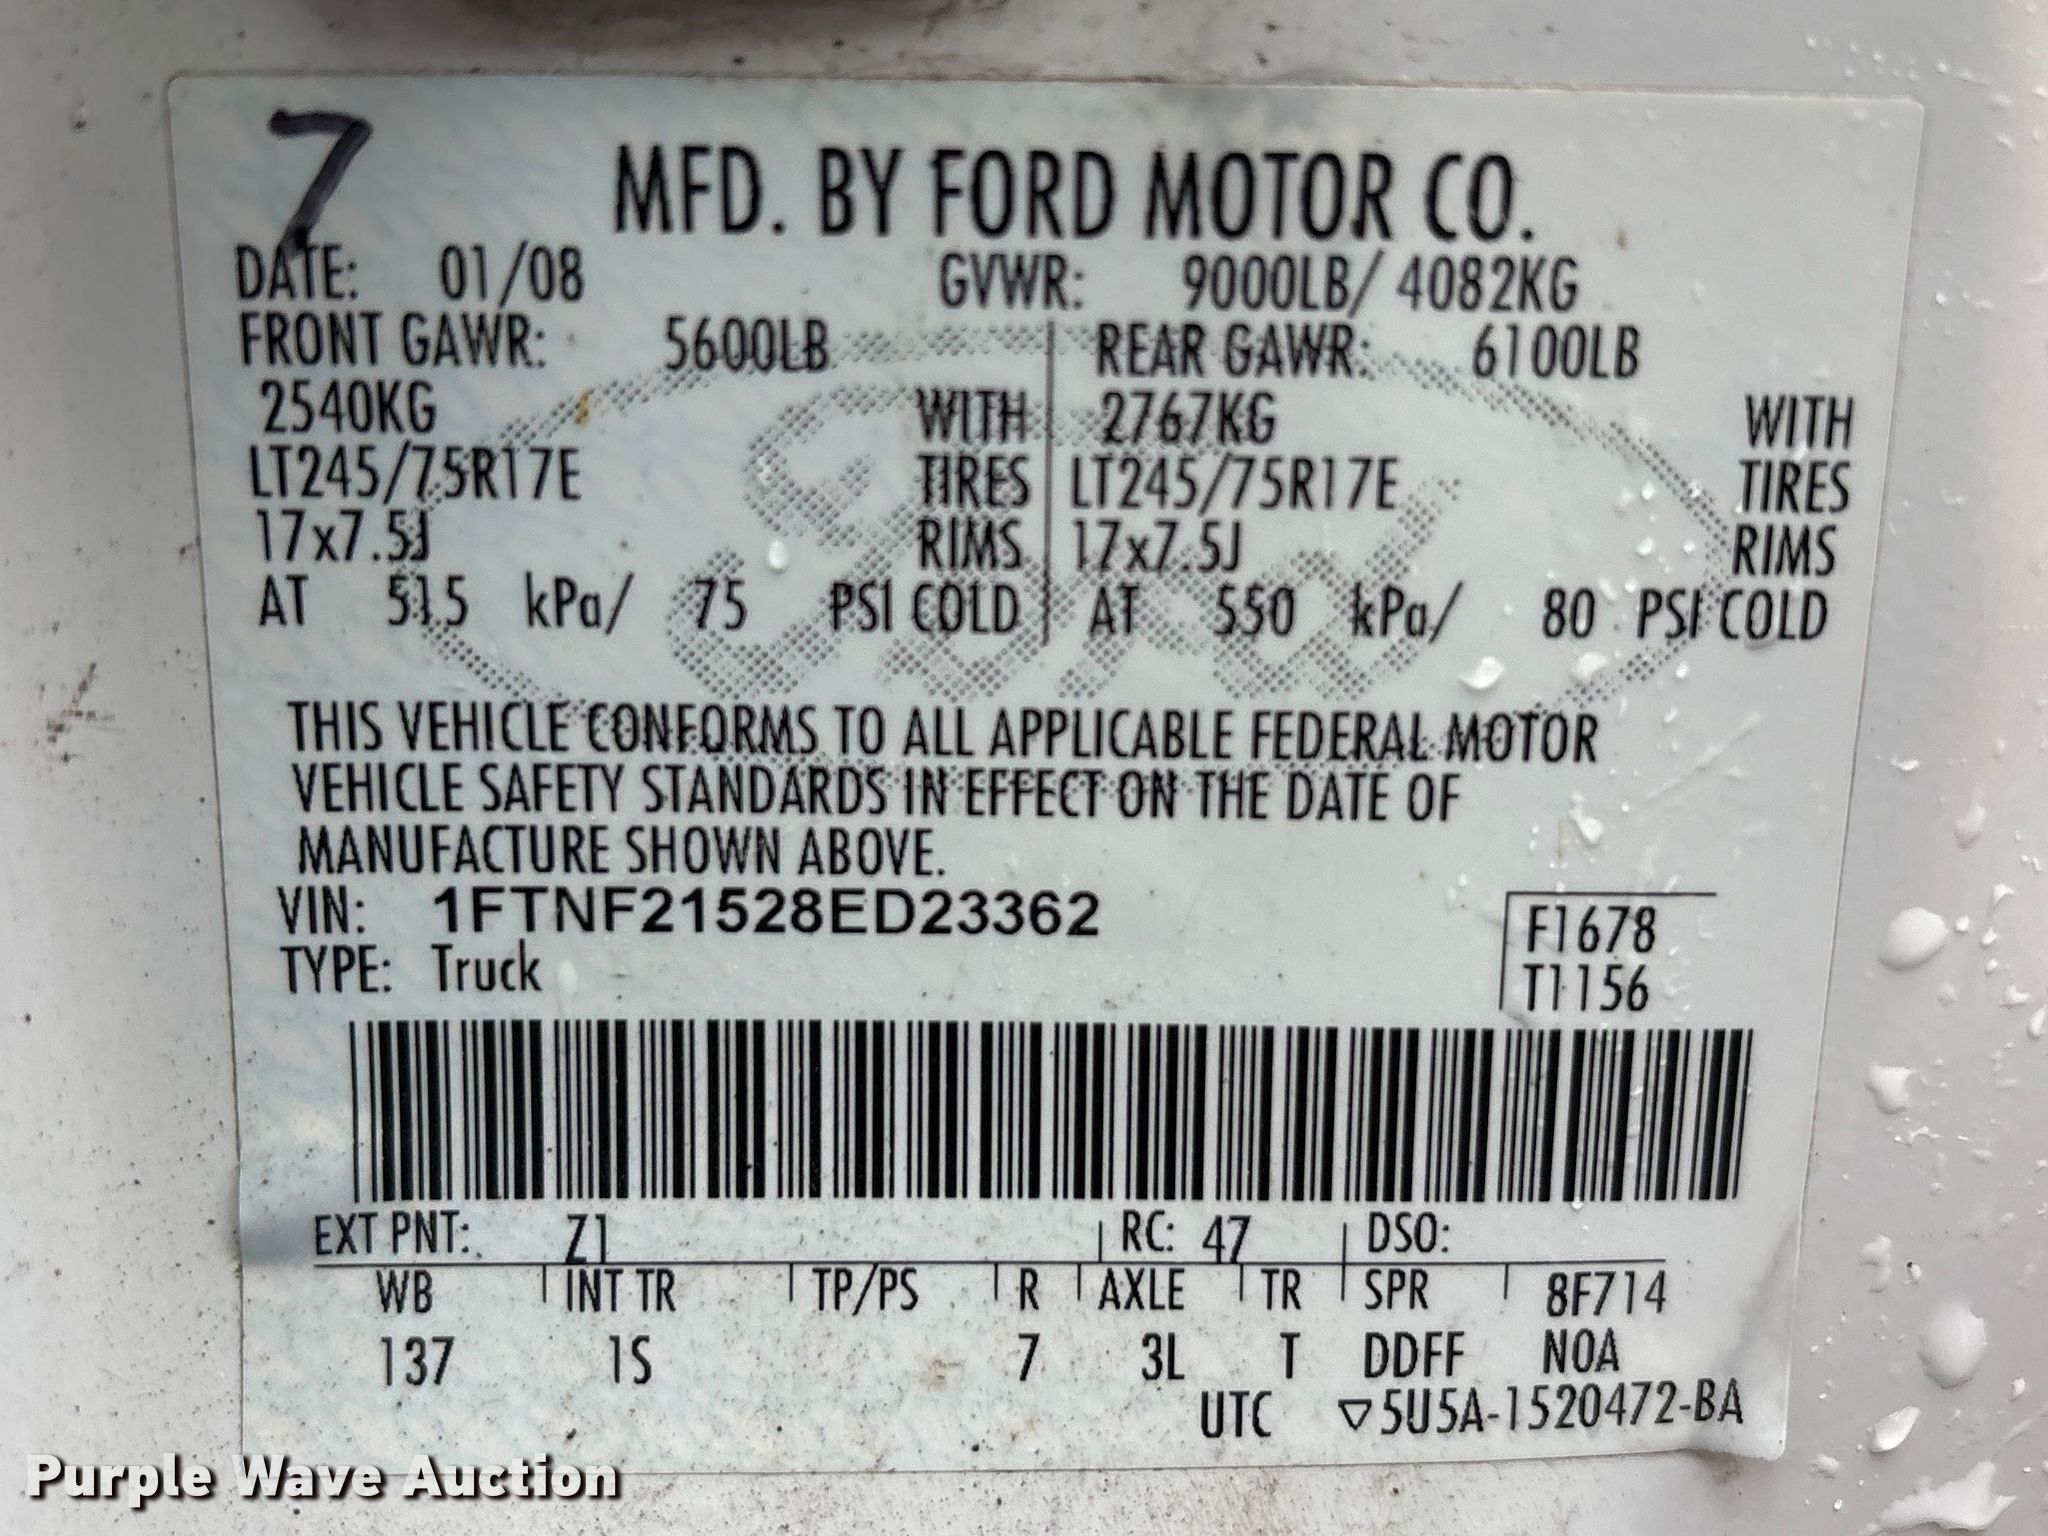 7
MFD. BY FORD MOTOR CO.
DATE: 01/08 GVWR: 9000LB/ 4082KG
FRONT GAWR: 5600LB REAR GAWR: 6100LB
2540KG WITH 2767KG WITH
LT245/75R17E TIRES LT245/75R17E TIRES
17x7.5J RIMS 17x7.5J RIMS
AT 515 kPa/ 75 PSI COLD AT 550 kPa/ 80 PSI COLD
Ford
THIS VEHICLE CONFORMS TO ALL APPLICABLE FEDERAL MOTOR
VEHICLE SAFETY STANDARDS IN EFFECT ON THE DATE OF
MANUFACTURE SHOWN ABOVE.
VIN: 1FTNF21528ED23362 F1678
TYPE: Truck T1156
EXT PNT: Z1 RC: 47 DSO:
WB INT TR TP/PS R AXLE TR SPR 8F714
137 1S 7 3L T DDFF NOA
UTC ▽5U5A-1520472-BA
Purple Wave Auction